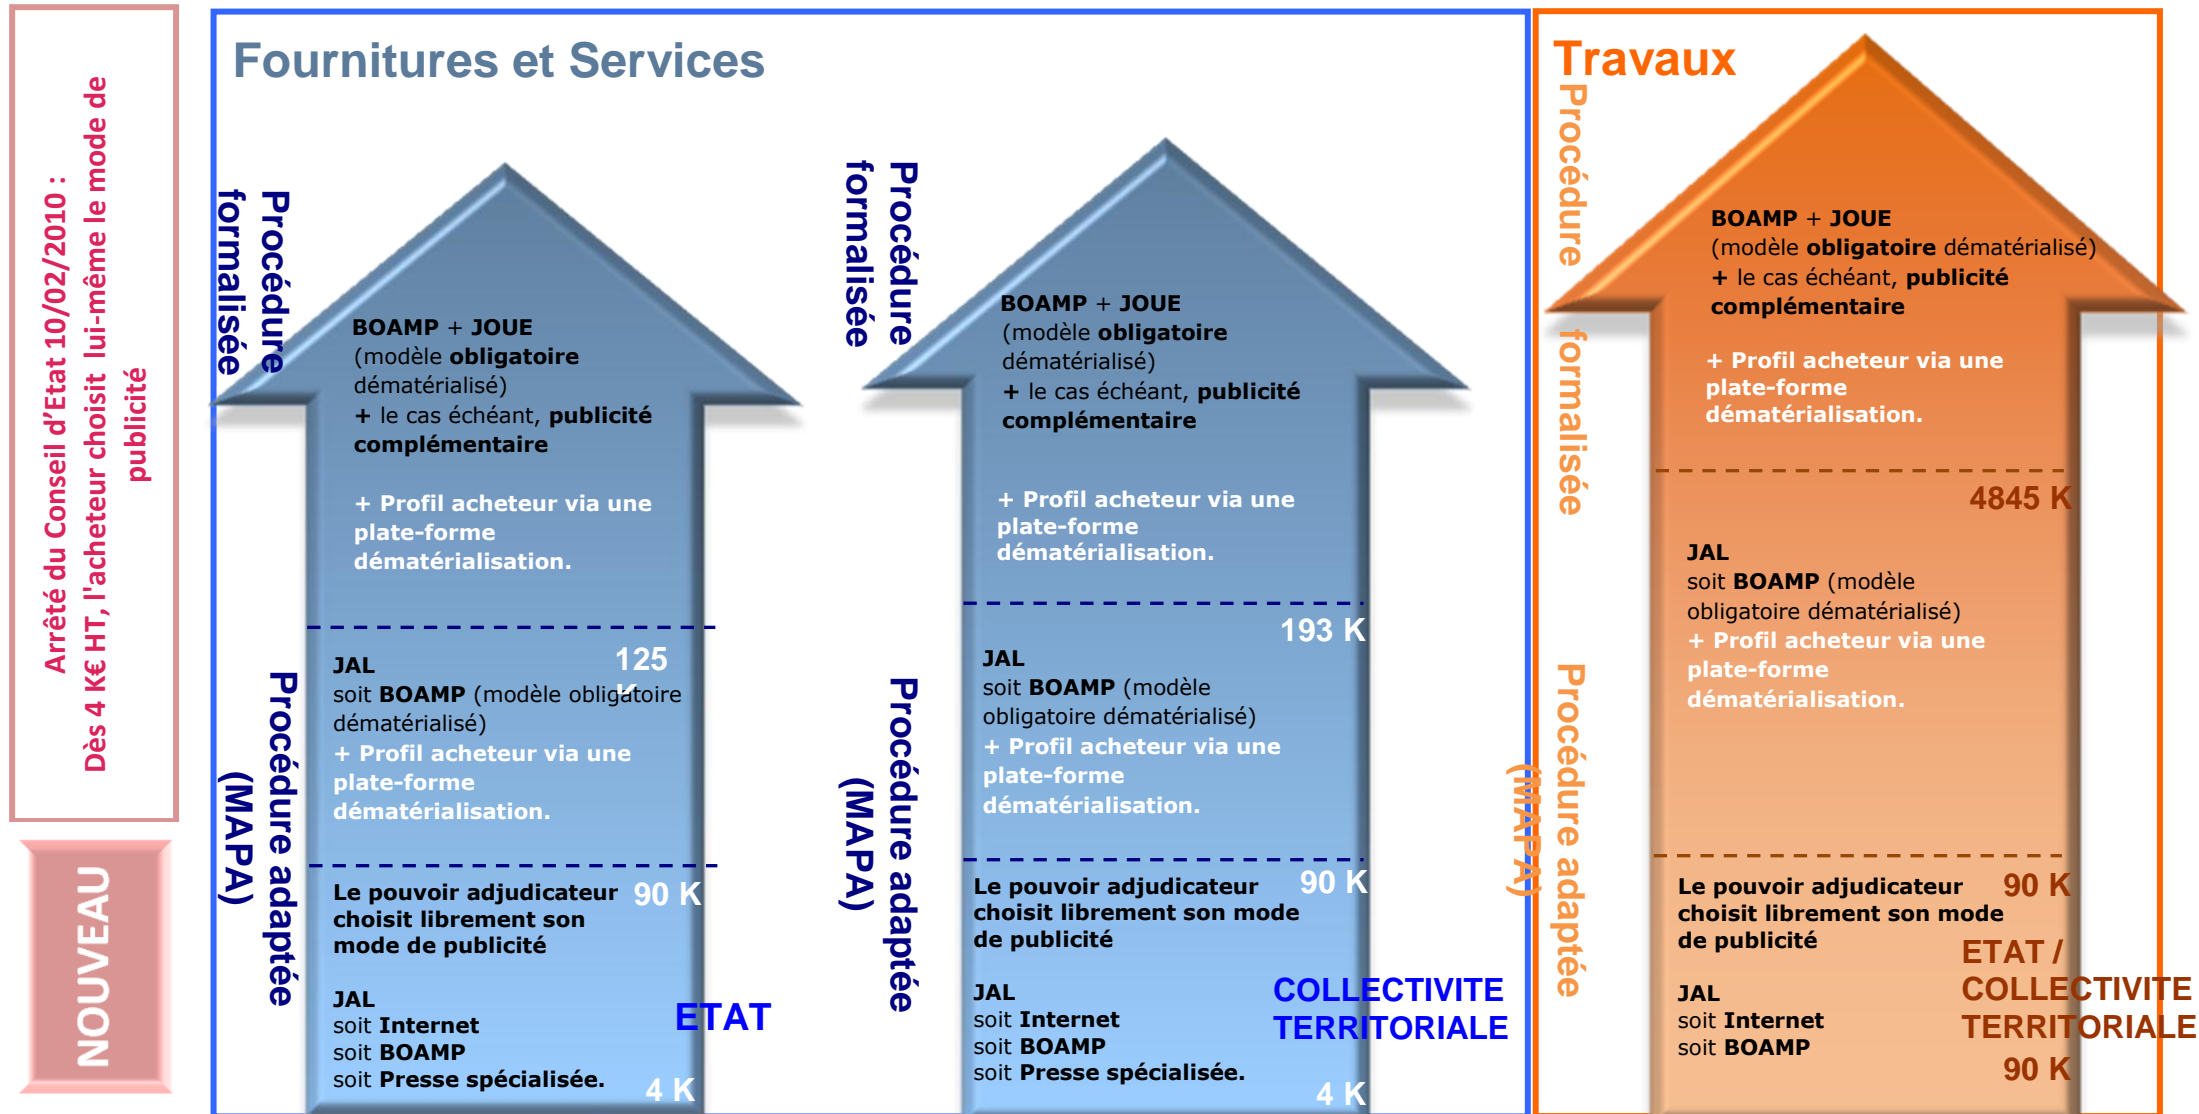 Arrêté du Conseil d'Etat 10/02/2010 :
Dès 4 K€ HT, l'acheteur choisit lui-même le mode de
publicité
NOUVEAU
Fournitures et Services
Procédure
formalisée
BOAMP + JOUE
(modèle obligatoire
dématérialisé)
+ le cas échéant, publicité
complémentaire
+ Profil acheteur via une
plate-forme
dématérialisation.
125
K
Procédure adaptée
(MAPA)
JAL
soit BOAMP (modèle obligatoire
dématérialisé)
+ Profil acheteur via une
plate-forme
dématérialisation.
90 K
Le pouvoir adjudicateur
choisit librement son
mode de publicité
JAL
soit Internet
soit BOAMP
soit Presse spécialisée.
ETAT
4 K
Procédure
formalisée
BOAMP + JOUE
(modèle obligatoire
dématérialisé)
+ le cas échéant, publicité
complémentaire
+ Profil acheteur via une
plate-forme
dématérialisation.
193 K
Procédure adaptée
(MAPA)
JAL
soit BOAMP (modèle
obligatoire dématérialisé)
+ Profil acheteur via une
plate-forme
dématérialisation.
90 K
Le pouvoir adjudicateur
choisit librement son mode
de publicité
JAL
soit Internet
soit BOAMP
soit Presse spécialisée.
COLLECTIVITE
TERRITORIALE
4 K
Travaux
Procédure formalisée
BOAMP + JOUE
(modèle obligatoire dématérialisé)
+ le cas échéant, publicité
complémentaire
+ Profil acheteur via une
plate-forme
dématérialisation.
4845 K
Procédure adaptée
(MAPA)
JAL
soit BOAMP (modèle
obligatoire dématérialisé)
+ Profil acheteur via une
plate-forme
dématérialisation.
90 K
Le pouvoir adjudicateur
choisit librement son mode
de publicité
JAL
soit Internet
soit BOAMP
ETAT /
COLLECTIVITE
TERRITORIALE
90 K